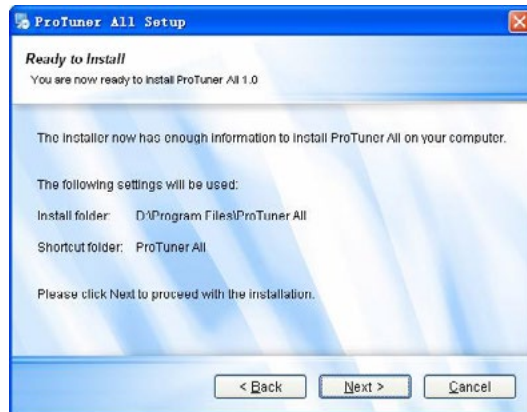 ProTuner All Setup
Ready to Install
You are now ready to install ProTuner All 1.0
The installer now has enough information to install ProTuner All on your computer.
The following settings will be used:
Install folder: D:\Program Files\ProTuner All
Shortcut folder: ProTuner All
Please click Next to proceed with the installation.
< Back Next > Cancel